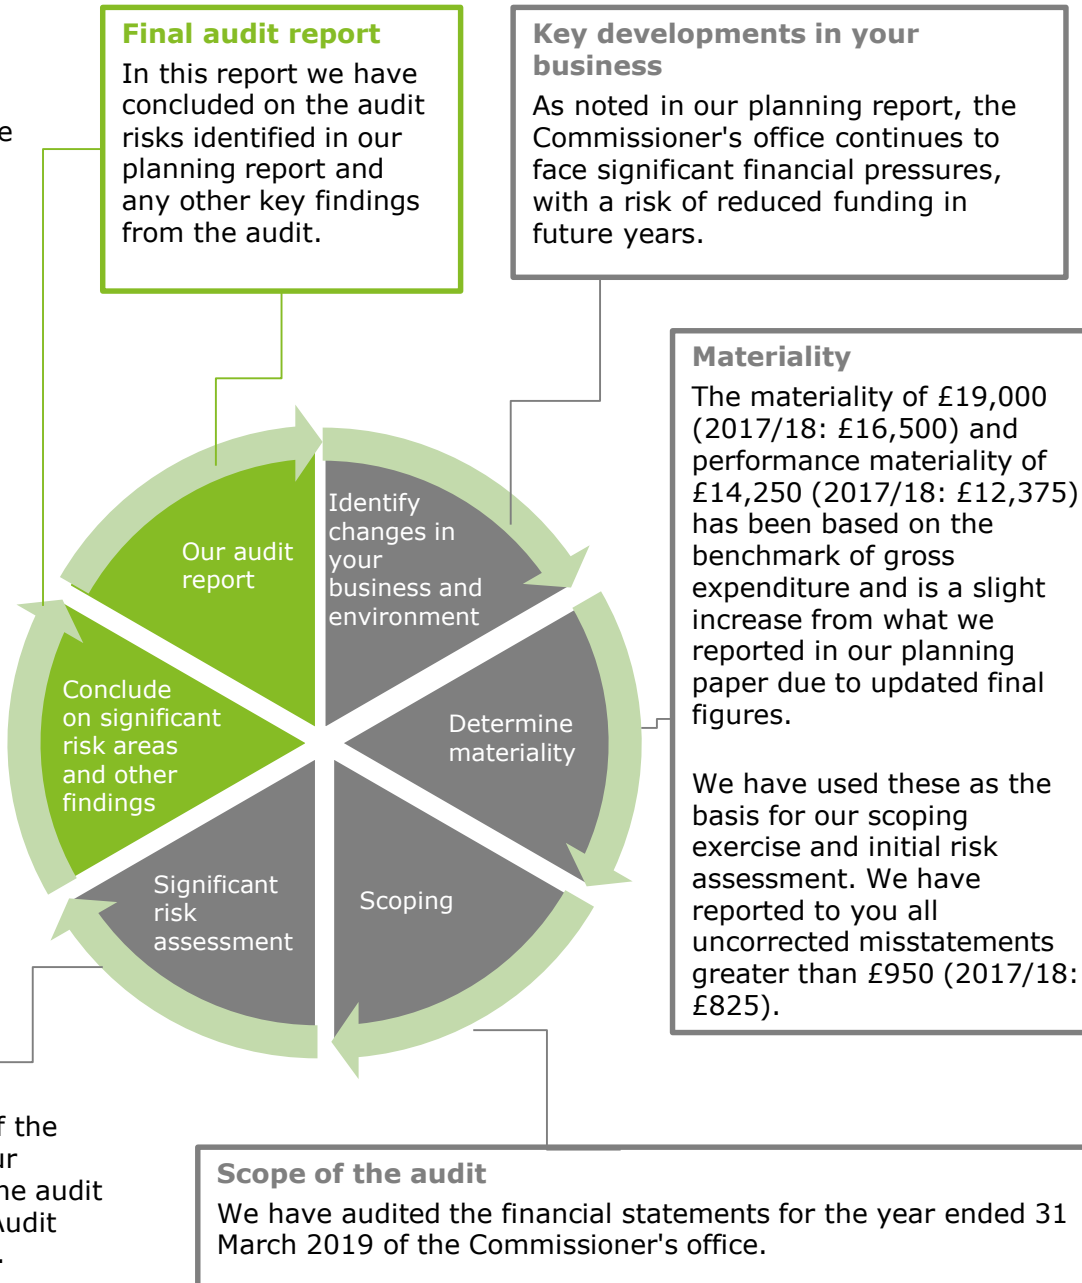 Final audit report
In this report we have
concluded on the audit
risks identified in our
planning report and
any other key findings
from the audit.
Key developments in your
business
As noted in our planning report, the
Commissioner's office continues to
face significant financial pressures,
with a risk of reduced funding in
future years.
e
Materiality
The materiality of £19,000
(2017/18: £16,500) and
performance materiality of
£14,250 (2017/18: £12,375)
has been based on the
benchmark of gross
expenditure and is a slight
increase from what we
reported in our planning
paper due to updated final
figures.
We have used these as the
basis for our scoping
exercise and initial risk
assessment. We have
reported to you all
uncorrected misstatements
greater than £950 (2017/18:
£825).
Identify
changes in
your
business and
environment
Our audit
report
Determine
materiality
Conclude
on significant
risk areas
and other
findings
Significant
risk
assessment
Scoping
f the
ur
he audit
Audit
.
Scope of the audit
We have audited the financial statements for the year ended 31
March 2019 of the Commissioner's office.